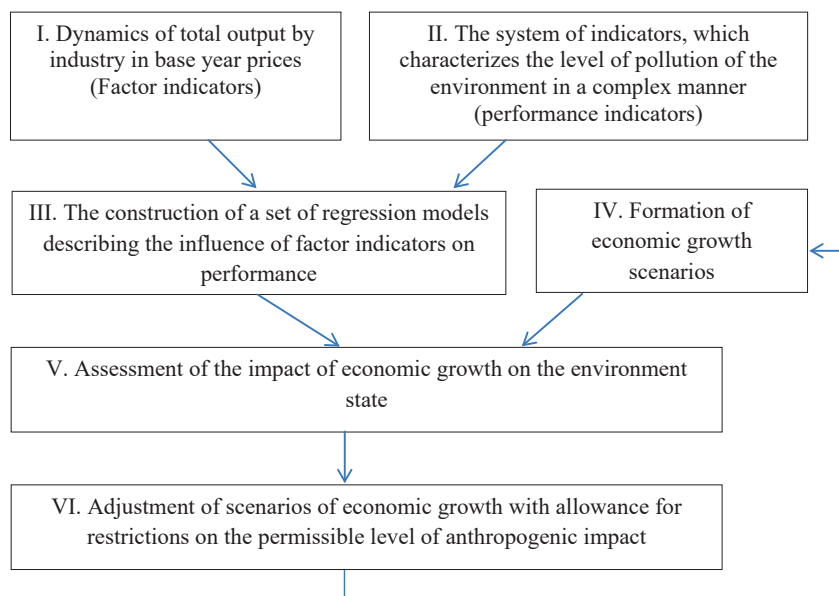 I. Dynamics of total output by
industry in base year prices
(Factor indicators)
II. The system of indicators, which
characterizes the level of pollution of the
environment in a complex manner
(performance indicators)
III. The construction of a set of regression models
describing the influence of factor indicators on
performance
IV. Formation of
economic growth
scenarios
V. Assessment of the impact of economic growth on the environment
state
VI. Adjustment of scenarios of economic growth with allowance for
restrictions on the permissible level of anthropogenic impact